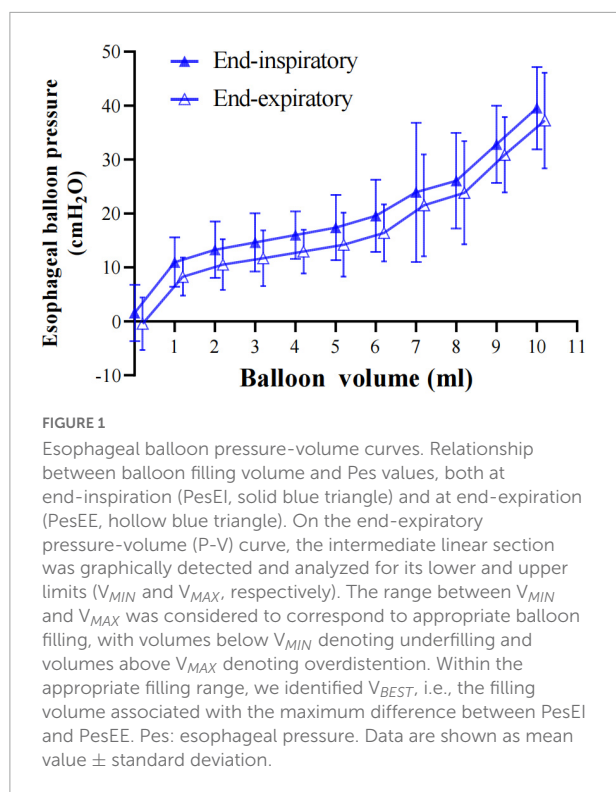 50
40
30
20
10
0
-10
Esophageal balloon pressure
(cmH₂O)
End-inspiratory
End-expiratory
1 2 3 4 5 6 7 8 9 10 11
Balloon volume (ml)
FIGURE 1
Esophageal balloon pressure-volume curves. Relationship
between balloon filling volume and Pes values, both at
end-inspiration (PesEI, solid blue triangle) and at end-expiration
(PesEE, hollow blue triangle). On the end-expiratory
pressure-volume (P-V) curve, the intermediate linear section
was graphically detected and analyzed for its lower and upper
limits (VMIN and VMAX, respectively). The range between VMIN
and VMAX was considered to correspond to appropriate balloon
filling, with volumes below VMIN denoting underfilling and
volumes above VMAX denoting overdistention. Within the
appropriate filling range, we identified VBEST, i.e., the filling
volume associated with the maximum difference between PesEI
and PesEE. Pes: esophageal pressure. Data are shown as mean
value ± standard deviation.